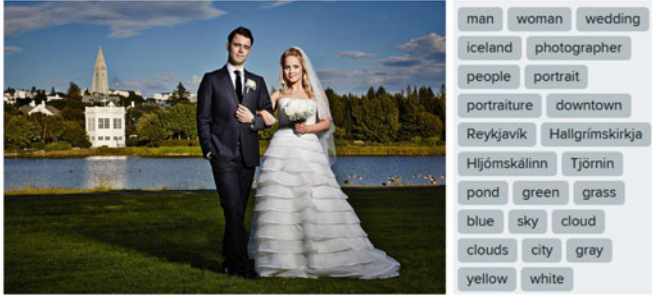 man woman wedding
iceland photographer
people portrait
portraiture downtown
Reykjavík Hallgrímskirkja
Hljómskálinn Tjörnin
pond green grass
blue sky cloud
clouds city gray
yellow white